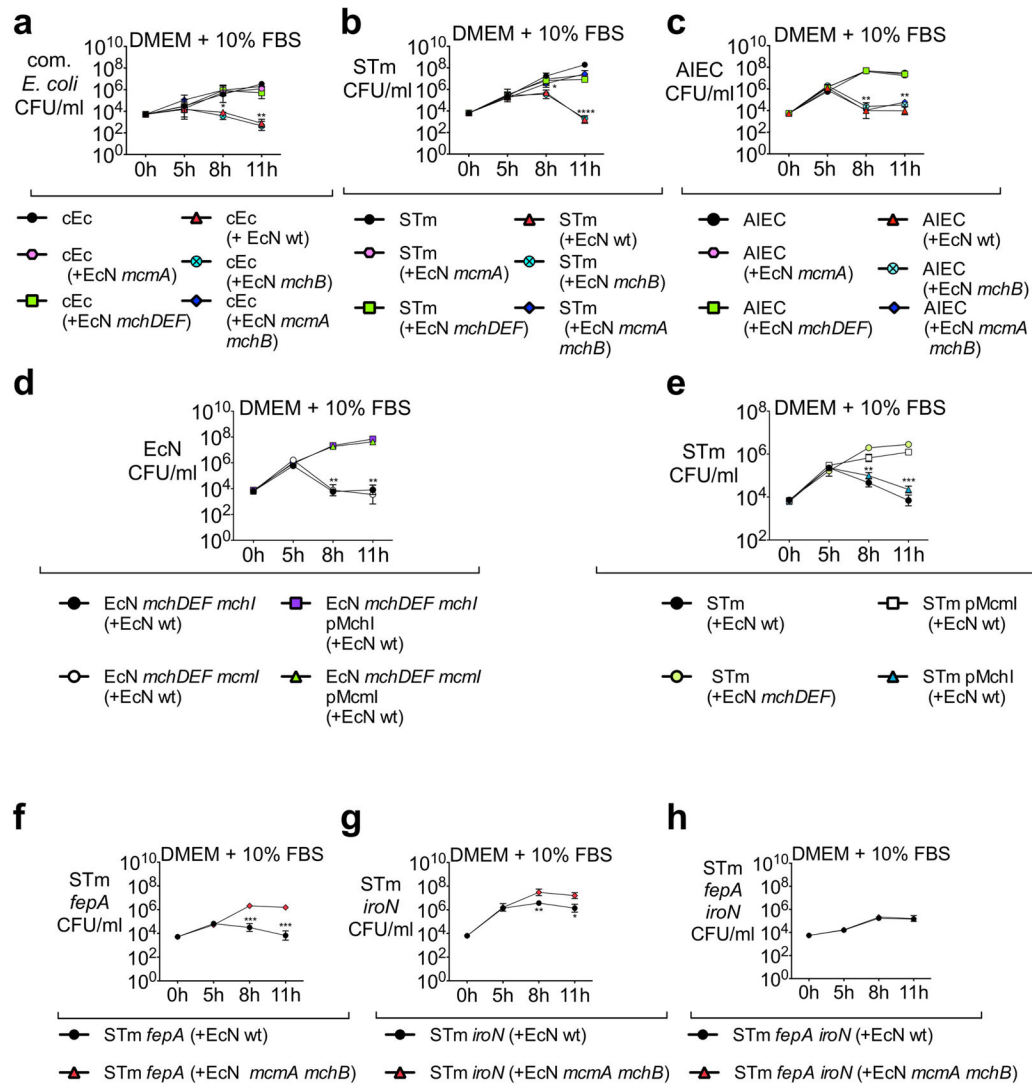 a
DMEM + 10% FBS
com.
E. coli
CFU/ml
10^10
10^8
10^6
10^4
10^2
10^0
*
**
0h 5h 8h 11h
cEc
cEc
(+ EcN wt)
cEc
(+EcN mcmA)
cEc
(+EcN mchB)
cEc
(+EcN mchDEF)
cEc
(+EcN mcmA
mchB)
b
DMEM + 10% FBS
STm
CFU/ml
10^10
10^8
10^6
10^4
10^2
10^0
*
****
0h 5h 8h 11h
STm
STm
(+EcN wt)
STm
(+EcN mcmA)
STm
(+EcN mchB)
STm
(+EcN mchDEF)
STm
(+EcN mcmA
mchB)
c
DMEM + 10% FBS
AIEC
CFU/ml
10^10
10^8
10^6
10^4
10^2
10^0
**
**
0h 5h 8h 11h
AIEC
AIEC
(+EcN wt)
AIEC
(+EcN mcmA)
AIEC
(+EcN mchB)
AIEC
(+EcN mchDEF)
AIEC
(+EcN mcmA
mchB)
d
DMEM + 10% FBS
EcN
CFU/ml
10^10
10^8
10^6
10^4
10^2
10^0
**
**
0h 5h 8h 11h
EcN mchDEF mchI
(+EcN wt)
EcN mchDEF mchI
pMchI
(+EcN wt)
EcN mchDEF mcmI
(+EcN wt)
EcN mchDEF mcmI
pMcmI
(+EcN wt)
e
DMEM + 10% FBS
STm
CFU/ml
10^8
10^6
10^4
10^2
**
***
0h 5h 8h 11h
STm
(+EcN wt)
STm pMcmI
(+EcN wt)
STm
(+EcN mchDEF)
STm pMchI
(+EcN wt)
f
DMEM + 10% FBS
STm
fepA
CFU/ml
10^10
10^8
10^6
10^4
10^2
10^0
***
***
0h 5h 8h 11h
STm fepA (+EcN wt)
STm fepA (+EcN mcmA mchB)
g
DMEM + 10% FBS
STm
iroN
CFU/ml
10^10
10^8
10^6
10^4
10^2
10^0
**
*
0h 5h 8h 11h
STm iroN (+EcN wt)
STm iroN (+EcN mcmA mchB)
h
DMEM + 10% FBS
STm
fepA
iroN
CFU/ml
10^10
10^8
10^6
10^4
10^2
10^0
0h 5h 8h 11h
STm fepA iroN (+EcN wt)
STm fepA iroN (+EcN mcmA mchB)